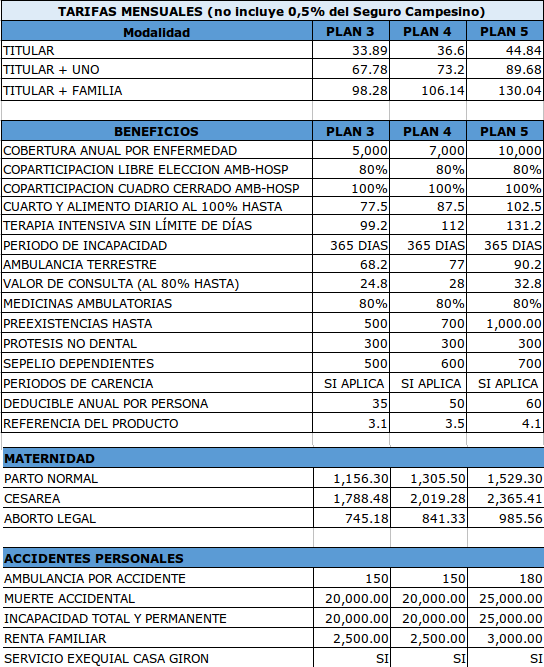 TARIFAS MENSUALES (no incluye 0,5% del Seguro Campesino)
Modalidad PLAN 3 PLAN 4 PLAN 5
TITULAR 33.89 36.6 44.84
TITULAR + UNO 67.78 73.2 89.68
TITULAR + FAMILIA 98.28 106.14 130.04
BENEFICIOS PLAN 3 PLAN 4 PLAN 5
COBERTURA ANUAL POR ENFERMEDAD 5,000 7,000 10,000
COPARTICIPACION LIBRE ELECCION AMB-HOSP 80% 80% 80%
COPARTICIPACION CUADRO CERRADO AMB-HOSP 100% 100% 100%
CUARTO Y ALIMENTO DIARIO AL 100% HASTA 77.5 87.5 102.5
TERAPIA INTENSIVA SIN LÍMITE DE DÍAS 99.2 112 131.2
PERIODO DE INCAPACIDAD 365 DIAS 365 DIAS 365 DIAS
AMBULANCIA TERRESTRE 68.2 77 90.2
VALOR DE CONSULTA (AL 80% HASTA) 24.8 28 32.8
MEDICINAS AMBULATORIAS 80% 80% 80%
PREEXISTENCIAS HASTA 500 700 1,000.00
PROTESIS NO DENTAL 300 300 300
SEPELIO DEPENDIENTES 500 600 700
PERIODOS DE CARENCIA SI APLICA SI APLICA SI APLICA
DEDUCIBLE ANUAL POR PERSONA 35 50 60
REFERENCIA DEL PRODUCTO 3.1 3.5 4.1
MATERNIDAD
PARTO NORMAL 1,156.30 1,305.50 1,529.30
CESAREA 1,788.48 2,019.28 2,365.41
ABORTO LEGAL 745.18 841.33 985.56
ACCIDENTES PERSONALES
AMBULANCIA POR ACCIDENTE 150 150 180
MUERTE ACCIDENTAL 20,000.00 20,000.00 25,000.00
INCAPACIDAD TOTAL Y PERMANENTE 20,000.00 20,000.00 25,000.00
RENTA FAMILIAR 2,500.00 2,500.00 3,000.00
SERVICIO EXEQUIAL CASA GIRON SI SI SI